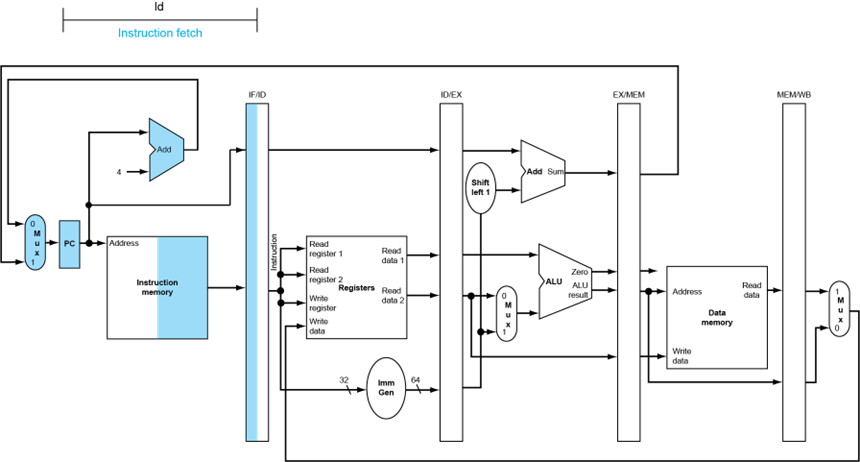 ld
Instruction fetch
IF/ID
ID/EX
EX/MEM
MEM/WB
Add
4
Add Sum
Shift
left 1
0
M
u
x
1
PC
Address
Instruction
memory
Instruction
Read
register 1
Read
register 2
Write
register
Write
data
Registers
Read
data 1
Read
data 2
0
M
u
x
1
ALU
Zero
ALU
result
Address
Read
data
Data
memory
Write
data
1
M
u
x
0
32
Imm
Gen
64